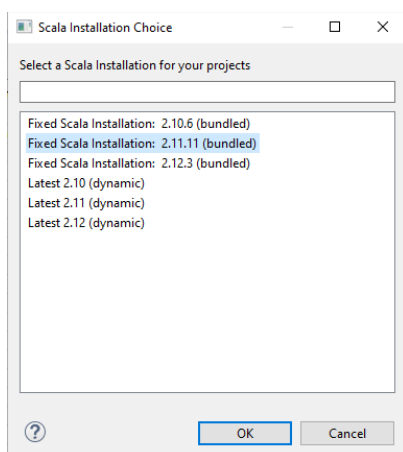 Scala Installation Choice
Select a Scala Installation for your projects
Fixed Scala Installation: 2.10.6 (bundled)
Fixed Scala Installation: 2.11.11 (bundled)
Fixed Scala Installation: 2.12.3 (bundled)
Latest 2.10 (dynamic)
Latest 2.11 (dynamic)
Latest 2.12 (dynamic)
? OK Cancel